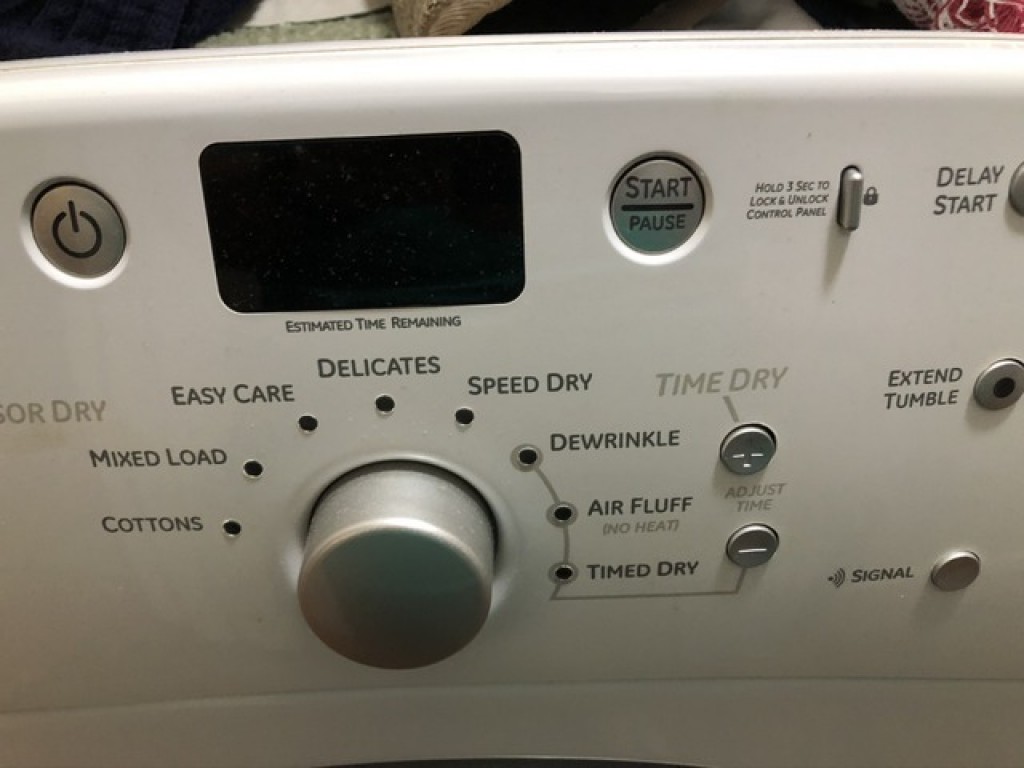 START
PAUSE
HOLD 3 SEC TO
LOCK & UNLOCK
CONTROL PANEL
DELAY
START
ESTIMATED TIME REMAINING
SOR DRY
COTTONS
MIXED LOAD
EASY CARE
DELICATES
SPEED DRY
DEWRINKLE
AIR FLUFF
(NO HEAT)
TIMED DRY
TIME DRY
ADJUST
TIME
EXTEND
TUMBLE
SIGNAL